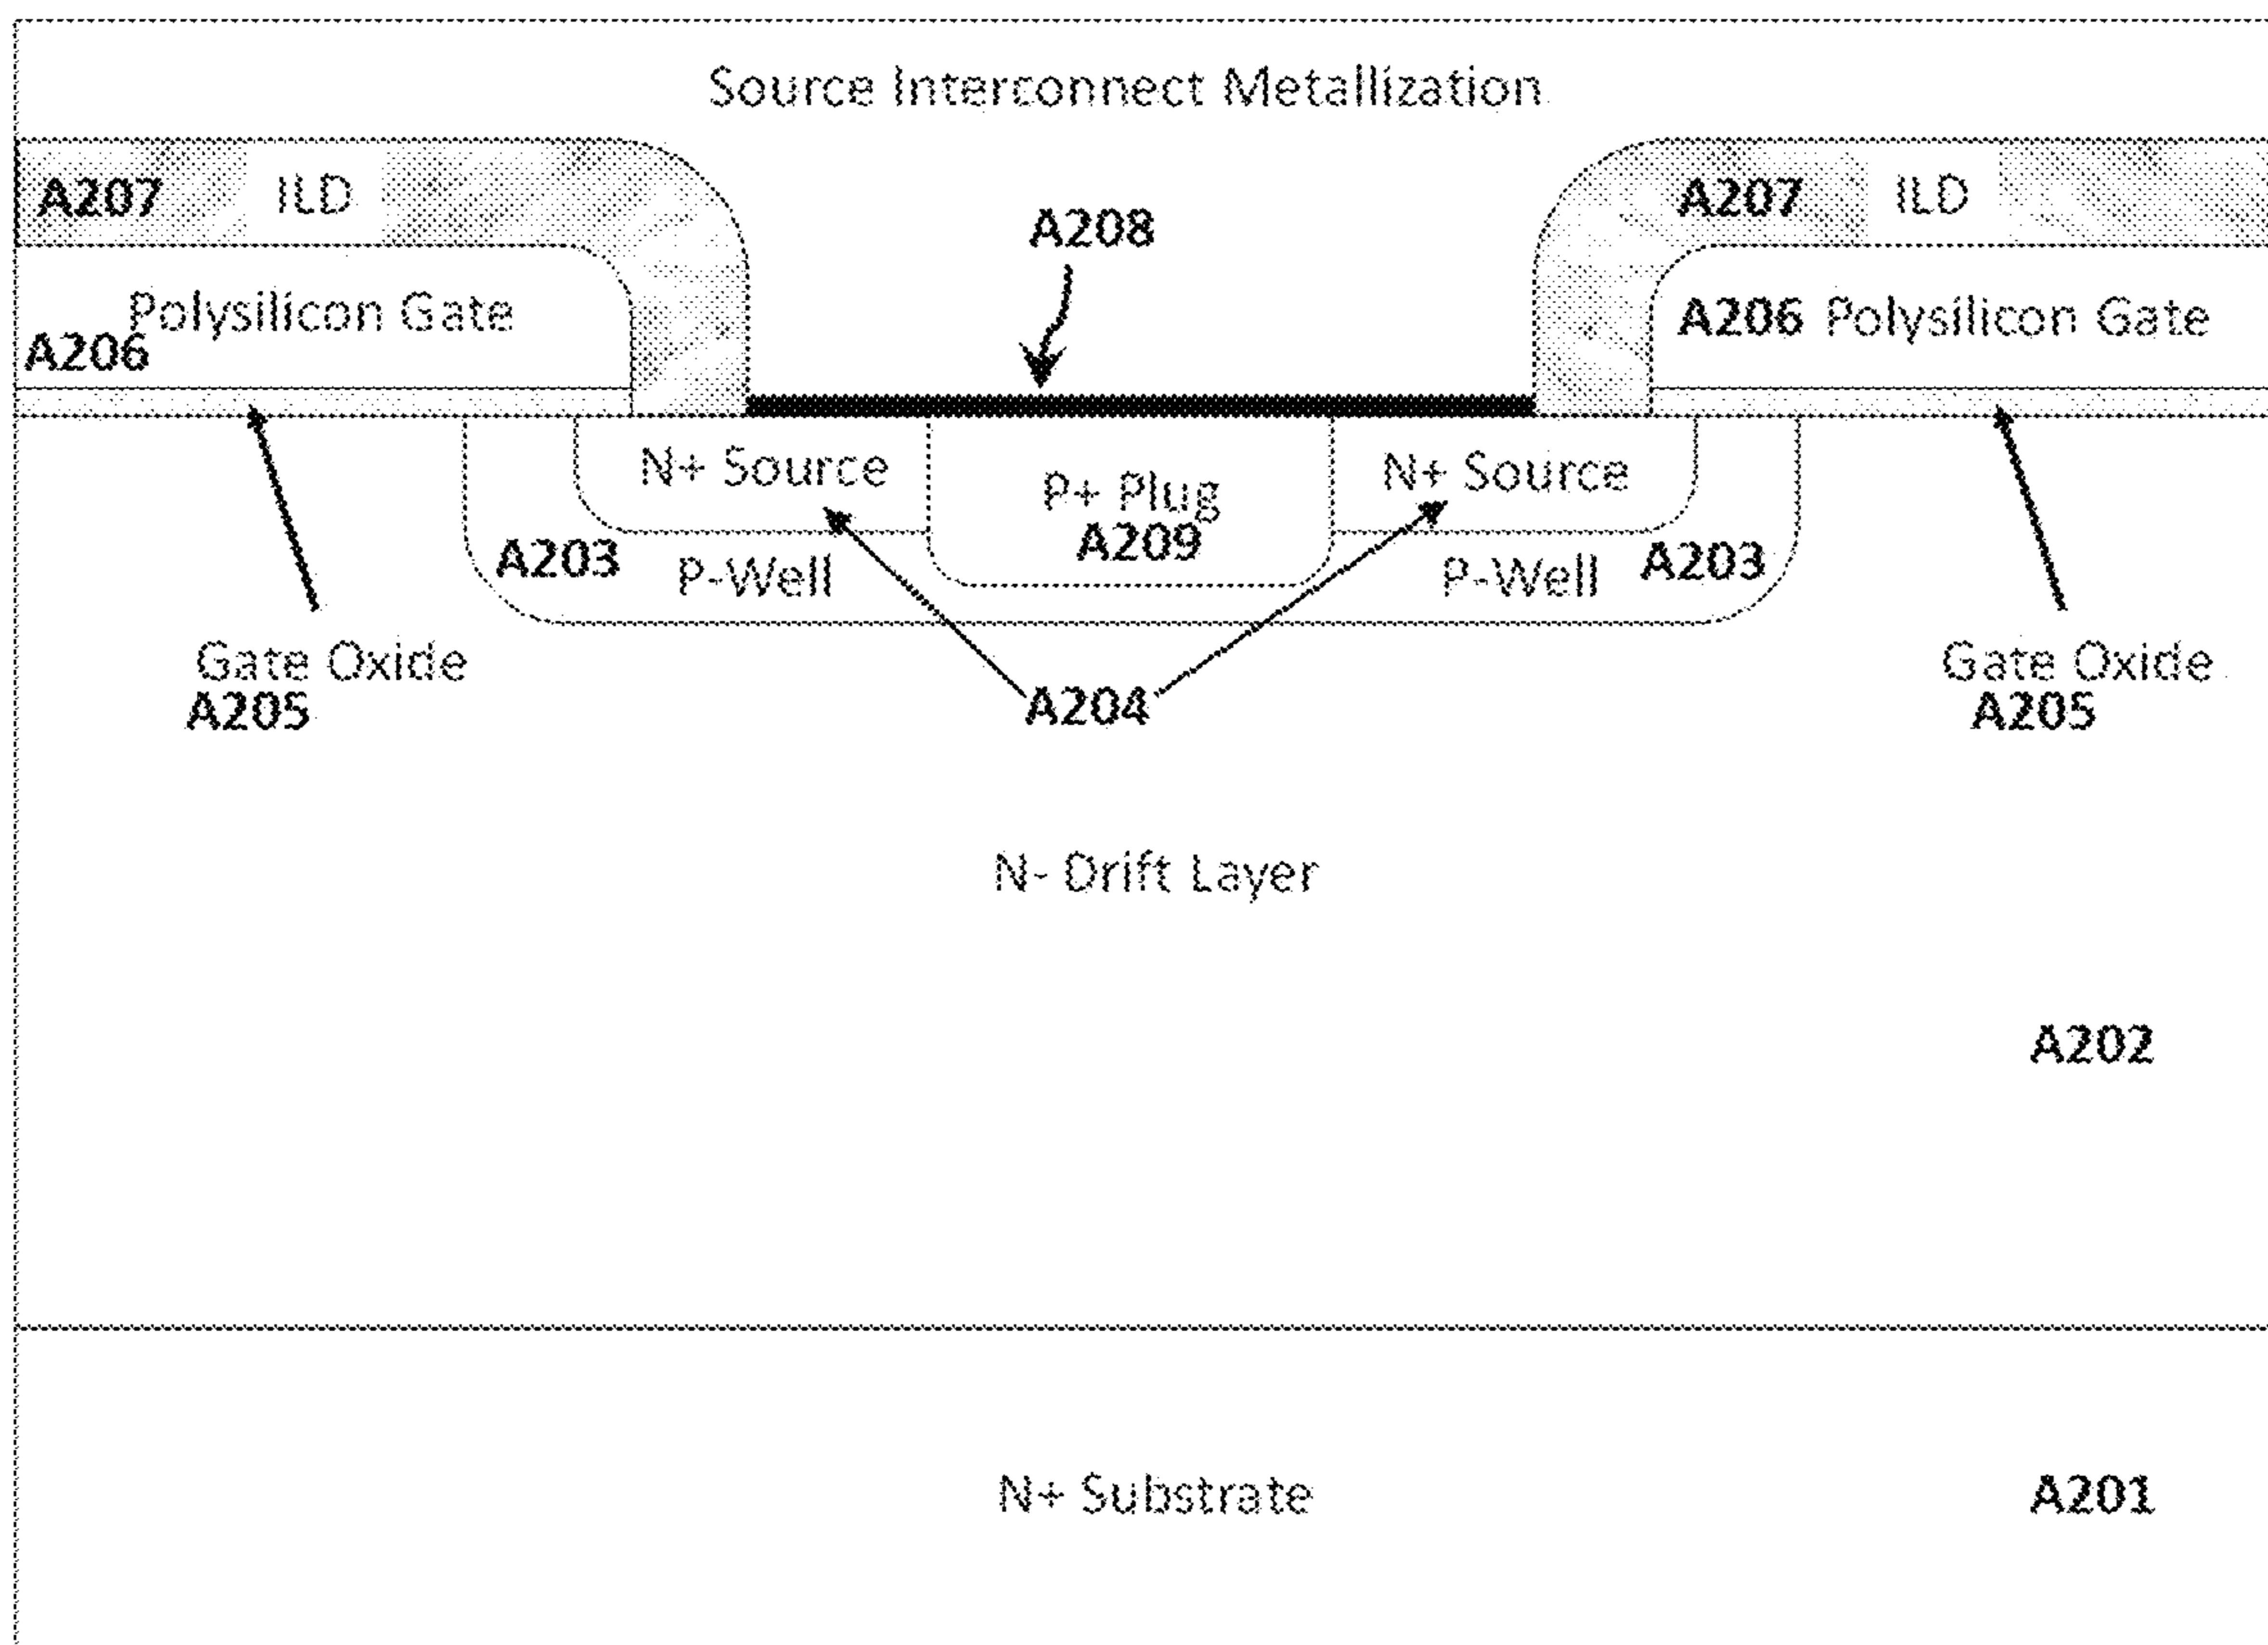 Source Interconnect Metallization
A207 ILD
A207 ILD
A208
Polysilicon Gate
A206
A206 Polysilicon Gate
N+ Source
P+ Plug
A209
N+ Source
A203 P-Well
P-Well A203
Gate Oxide
A205
A204
Gate Oxide
A205
N- Drift Layer
A202
N+ Substrate
A201